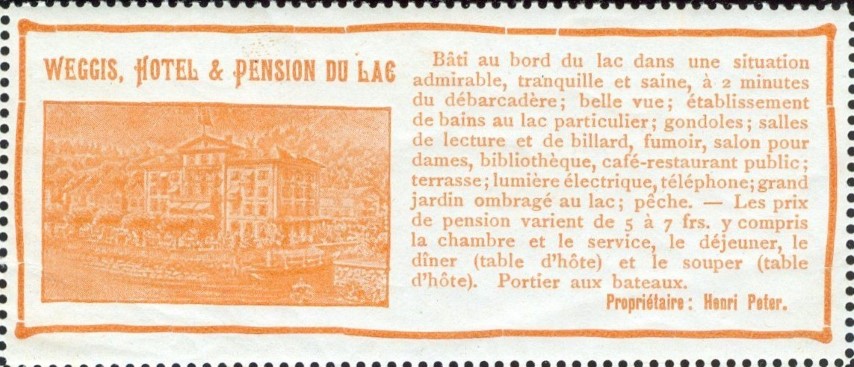 WEGGIS, HOTEL & PENSION DU LAC
Bâti au bord du lac dans une situation
admirable, tranquille et saine, à 2 minutes
du débarcadère; belle vue; établissement
de bains au lac particulier; gondoles; salles
de lecture et de billard, fumoir, salon pour
dames, bibliothèque, café-restaurant public;
terrasse; lumière électrique, téléphone; grand
jardin ombragé au lac; pêche. — Les prix
de pension varient de 5 à 7 frs. y compris
la chambre et le service, le déjeuner, le
dîner (table d'hôte) et le souper (table
d'hôte). Portier aux bateaux.
Propriétaire: Henri Peter.